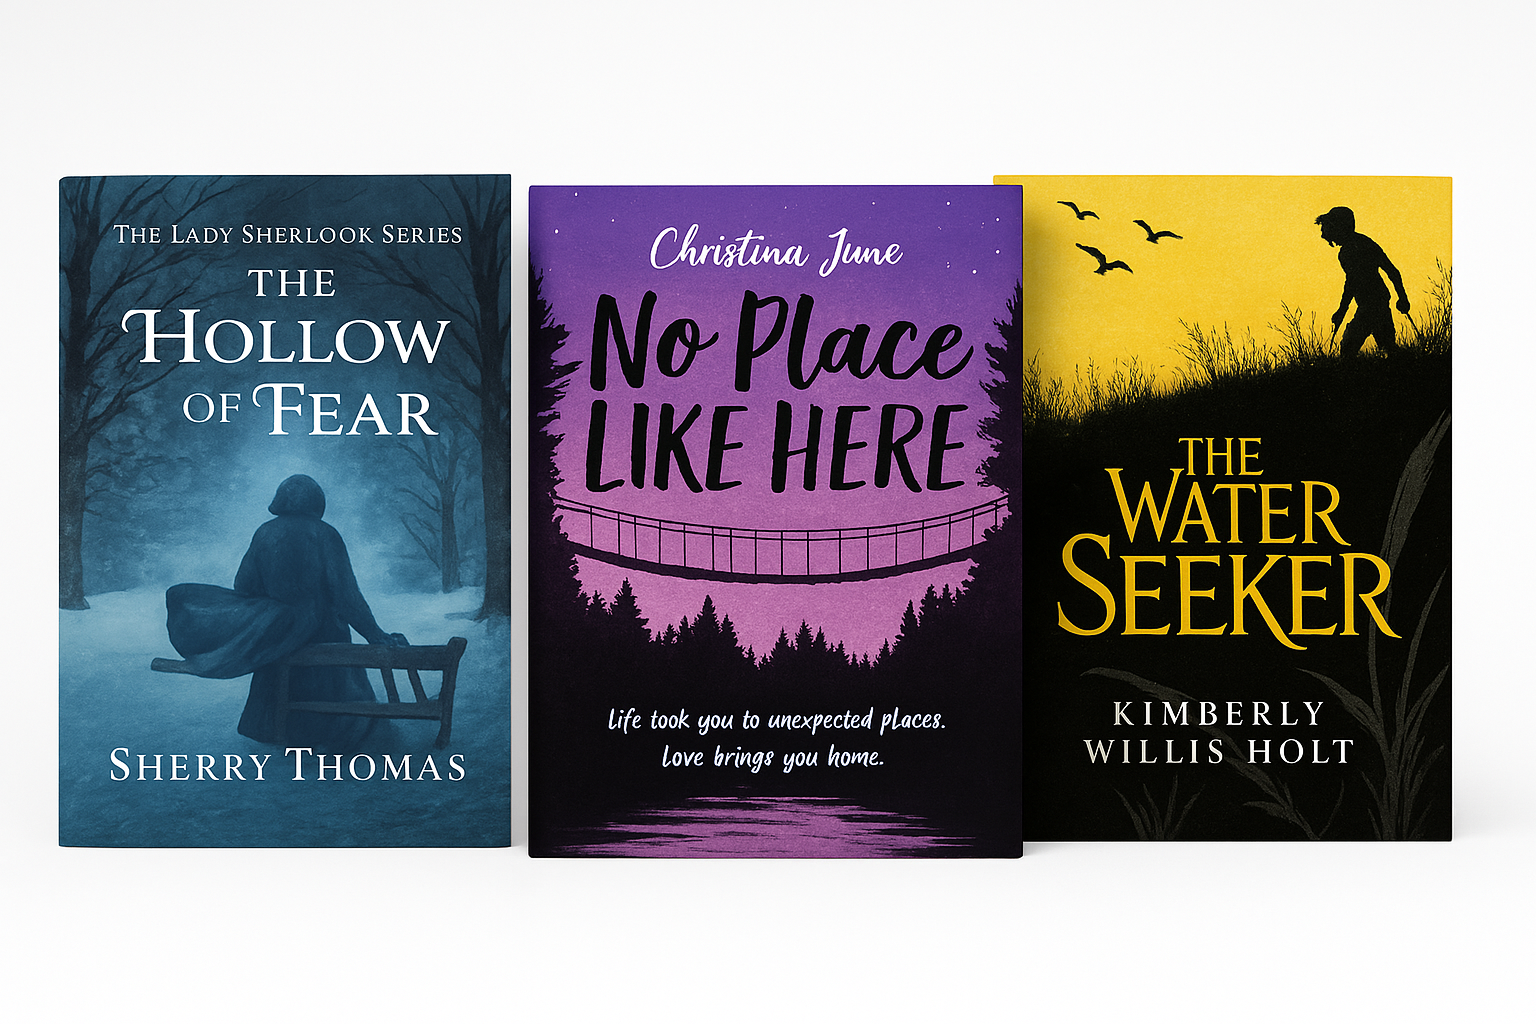 The Lady Sherlook Series
THE
HOLLOW
OF FEAR
SHERRY THOMAS
Christina June
No Place
LIKE HERE
Life took you to unexpected places.
Love brings you home.
THE
WATER
SEEKER
KIMBERLY
WILLIS HOLT